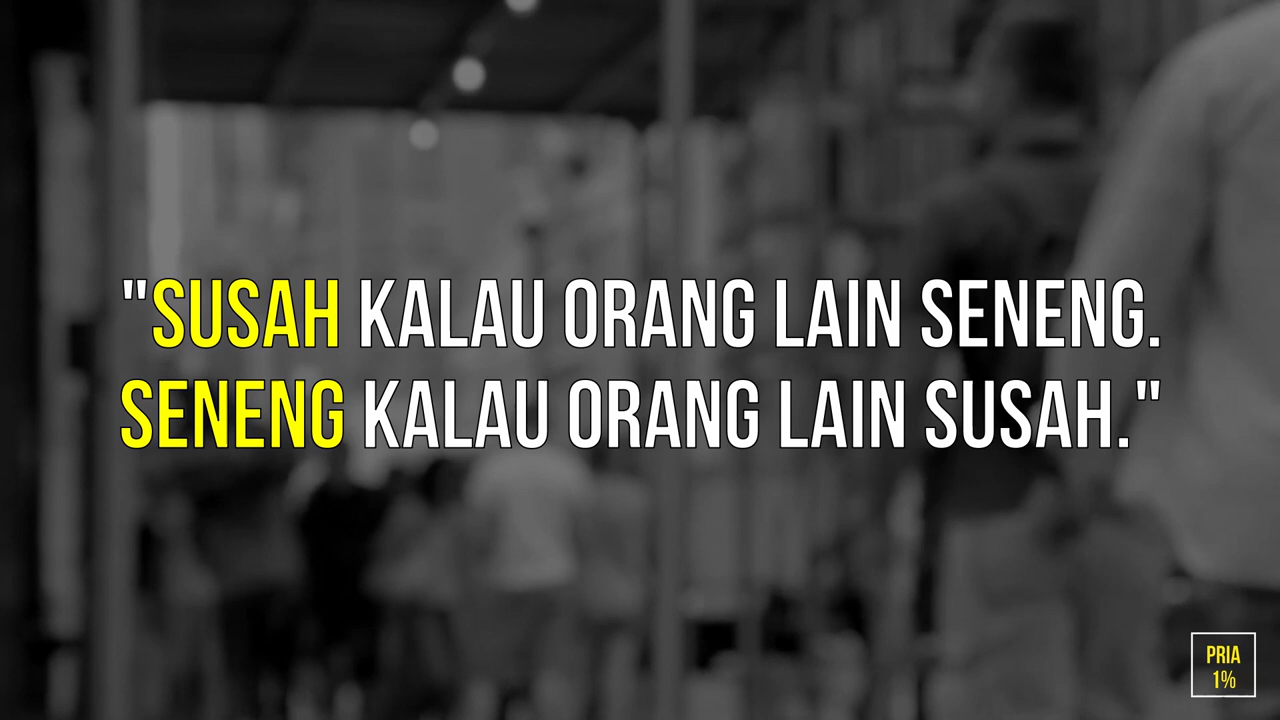 "SUSAH KALAU ORANG LAIN SENENG.
SENENG KALAU ORANG LAIN SUSAH."
PRIA
1%